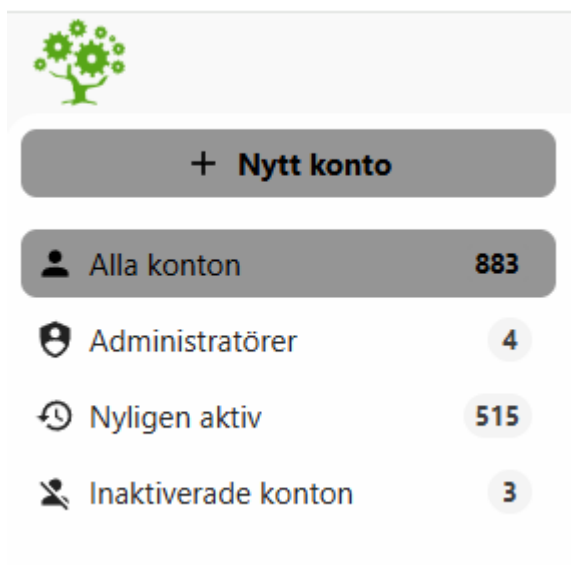 + Nytt konto
Alla konton 883
Administratörer 4
Nyligen aktiv 515
Inaktiverade konton 3